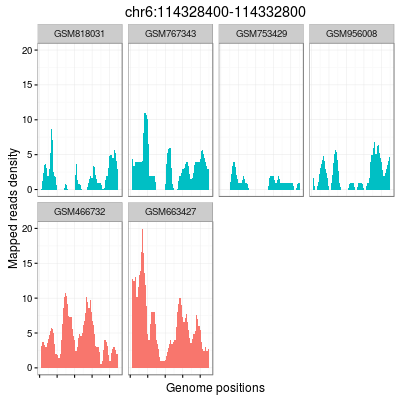 chr6:114328400-114332800
GSM818031 GSM767343 GSM753429 GSM956008
20
15
10
5
0
GSM466732 GSM663427
20
15
10
5
0
Mapped reads density
Genome positions